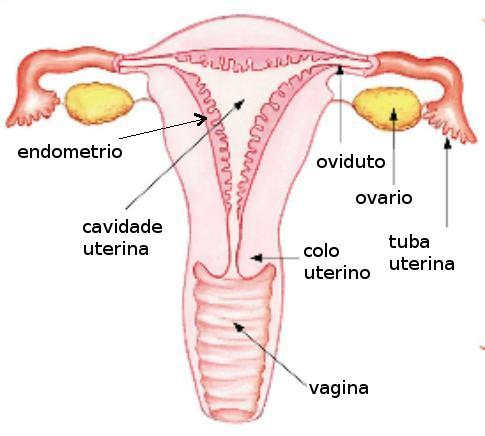 endometrio
oviduto
ovario
cavidade
uterina
tuba
uterina
colo
uterino
vagina